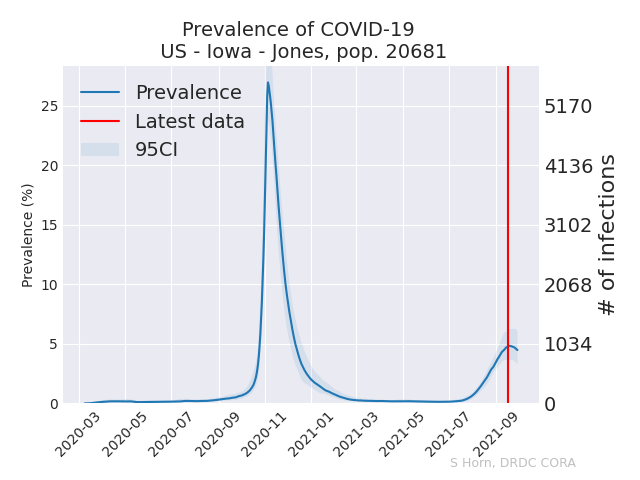 Prevalence of COVID-19
US - Iowa - Jones, pop. 20681
Prevalence
Latest data
95CI
Prevalence (%)
25
20
15
10
5
0
5170
4136
3102
2068
1034
0
# of infections
2020-03
2020-05
2020-07
2020-09
2020-11
2021-01
2021-03
2021-05
2021-07
2021-09
S Horn, DRDC CORA